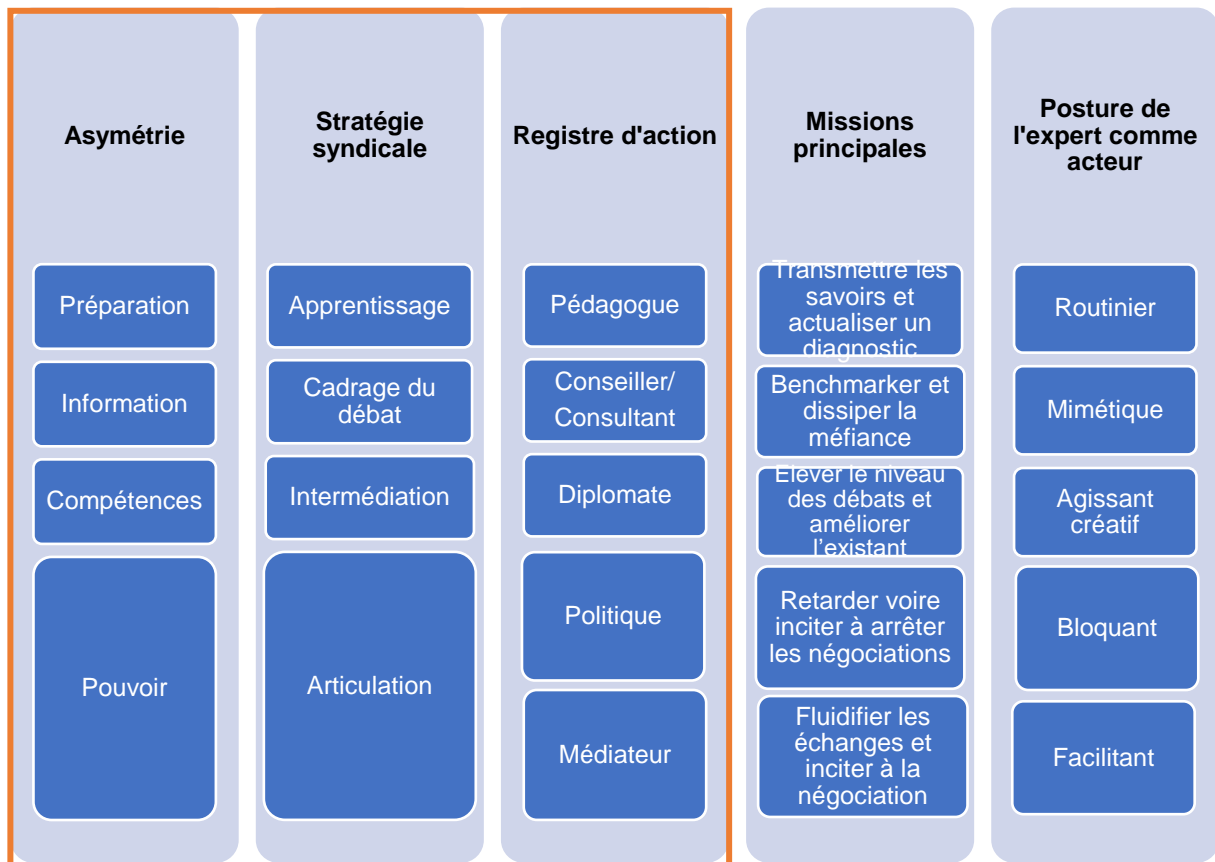 Asymétrie
Préparation
Information
Compétences
Pouvoir
Stratégie
syndicale
Apprentissage
Cadrage du
débat
Intermédiation
Articulation
Registre d'action
Pédagogue
Conseiller/
Consultant
Diplomate
Politique
Médiateur
Missions
principales
Transmettre les
savoirs et
actualiser un
diagnostic
Benchmarker et
dissiper la
méfiance
Elever le niveau
des débats et
améliorer
l'existant
Retarder voire
inciter à arrêter
les négociations
Fluidifier les
échanges et
inciter à la
négociation
Posture de
l'expert comme
acteur
Routinier
Mimétique
Agissant
créatif
Bloquant
Facilitant